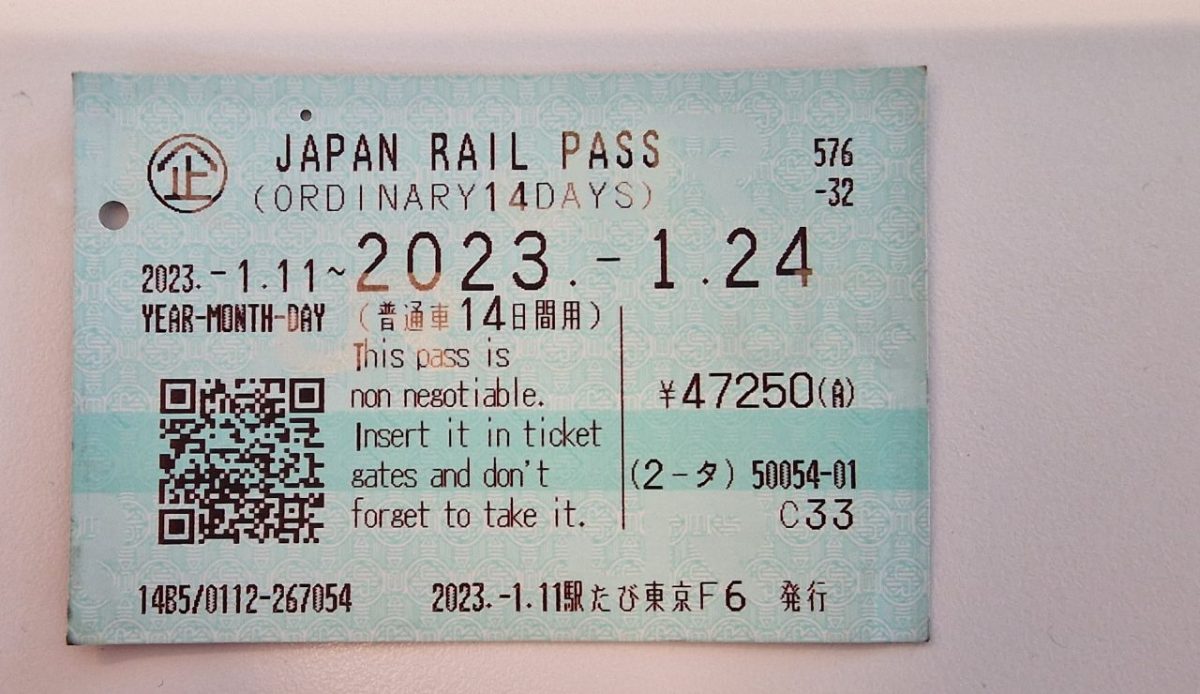 企 JAPAN RAIL PASS 576
(ORDINARY14DAYS) -32
2023.-1.11~2023.-1.24
YEAR-MONTH-DAY (普通車14日間用)
This pass is
non negotiable. ¥47250(A)
Insert it in ticket
gates and don't (2-タ) 50054-01
forget to take it. C33
14B5/0112-267054 2023.-1.11駅たび東京F6 発行